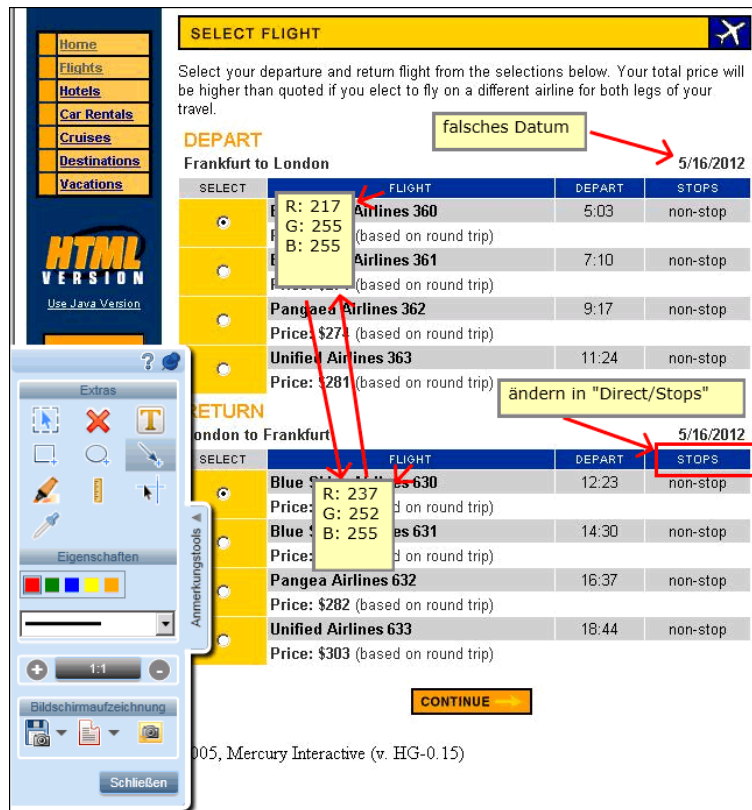 Home
Flights
Hotels
Car Rentals
Cruises
Destinations
Vacations
HTML
VERSION
Use Java Version
SELECT FLIGHT
Select your departure and return flight from the selections below. Your total price will
be higher than quoted if you elect to fly on a different airline for both legs of your
travel.
falsches Datum
DEPART
Frankfurt to London 5/16/2012
SELECT FLIGHT DEPART STOPS
R: 217
G: 255
B: 255
Airlines 360 5:03 non-stop
(based on round trip)
Airlines 361 7:10 non-stop
(based on round trip)
Pangaea Airlines 362 9:17 non-stop
Price: $274 (based on round trip)
Unified Airlines 363 11:24 non-stop
Price: $281 (based on round trip)
ändern in "Direct/Stops"
RETURN
London to Frankfurt 5/16/2012
SELECT FLIGHT DEPART STOPS
Blue Airlines 630 12:23 non-stop
R: 237
G: 252
B: 255
Price: (based on round trip)
Blue 631 14:30 non-stop
Price: (based on round trip)
Pangea Airlines 632 16:37 non-stop
Price: $282 (based on round trip)
Unified Airlines 633 18:44 non-stop
Price: $303 (based on round trip)
CONTINUE
005, Mercury Interactive (v. HG-0.15)
?
Extras
T
Eigenschaften
Anmerkungstools
1:1
Bildschirmaufzeichnung
Schließen